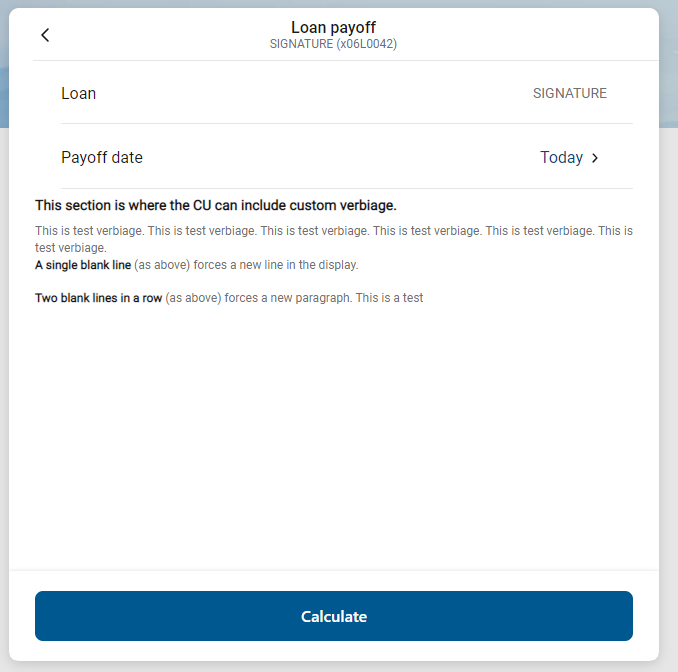 Loan payoff
SIGNATURE (x06L0042)
Loan SIGNATURE
Payoff date Today
This section is where the CU can include custom verbiage.
This is test verbiage. This is test verbiage. This is test verbiage. This is test verbiage. This is test verbiage. This is
test verbiage.
A single blank line (as above) forces a new line in the display.
Two blank lines in a row (as above) forces a new paragraph. This is a test
Calculate